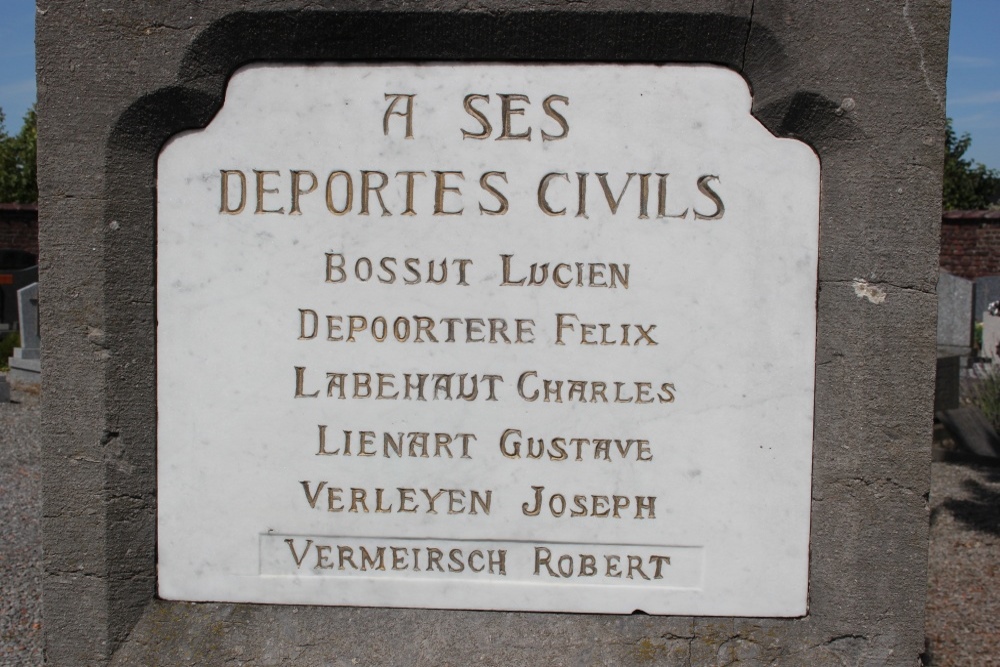 A SES
DEPORTES CIVILS
BOSSUT LUCIEN
DEPOORTERE FELIX
LABEHAUT CHARLES
LIENART GUSTAVE
VERLEYEN JOSEPH
VERMEIRSCH ROBERT